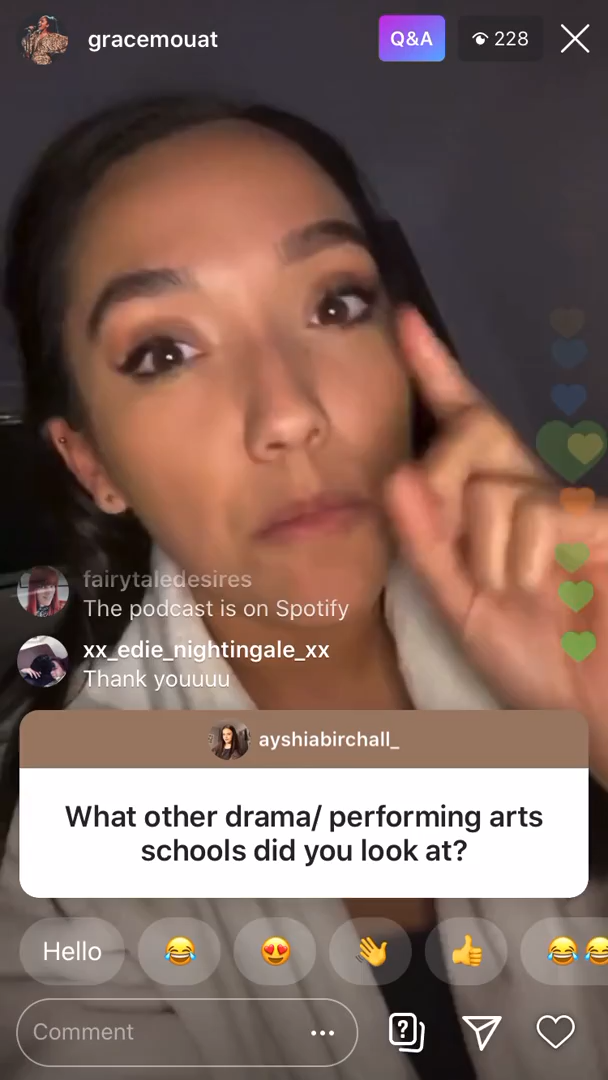 gracemouat
Q&A
228
fairytaledesires
The podcast is on Spotify
xx_edie_nightingale_xx
Thank youuuu
ayshiabirchall_
What other drama/ performing arts
schools did you look at?
Hello
Comment